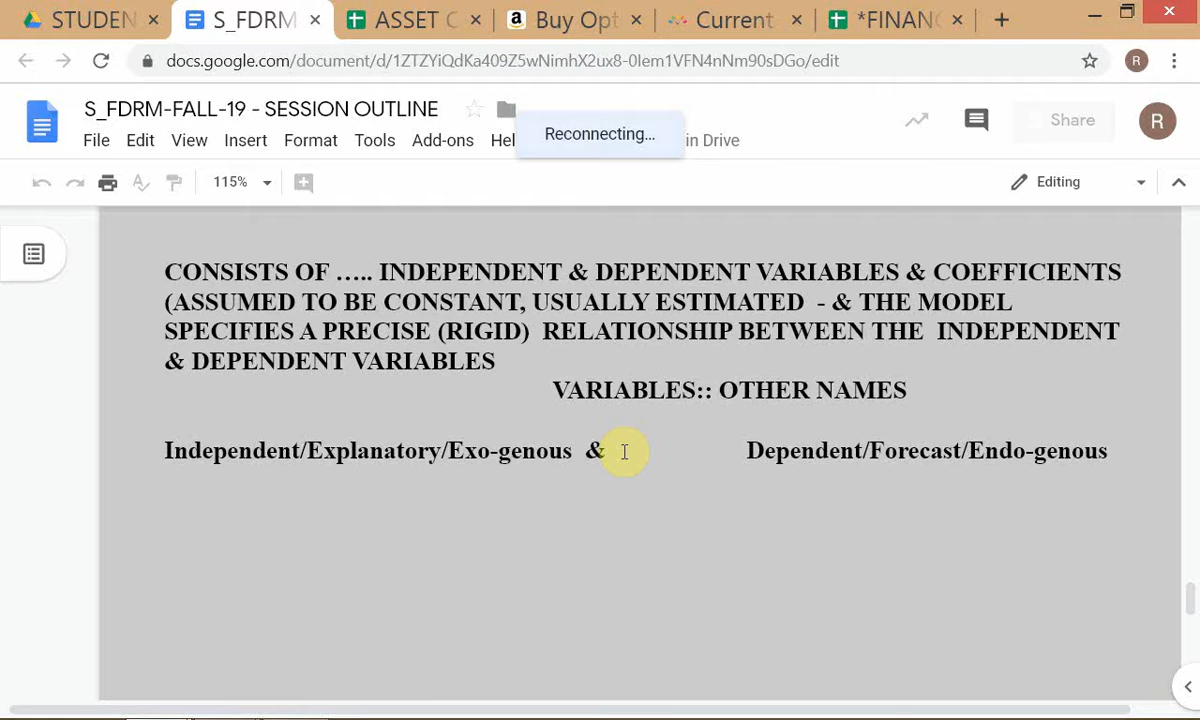 STUDEN
S_FDRM
ASSET C
Buy Opt
Current
*FINANC
docs.google.com/document/d/1ZTZYiQdKa409Z5wNimhX2ux8-0lem1VFN4nNm90sDGo/edit
R
S_FDRM-FALL-19 - SESSION OUTLINE
Reconnecting...
Share
R
File Edit View Insert Format Tools Add-ons Hel in Drive
115%
Editing
CONSISTS OF ….. INDEPENDENT & DEPENDENT VARIABLES & COEFFICIENTS
(ASSUMED TO BE CONSTANT, USUALLY ESTIMATED - & THE MODEL
SPECIFIES A PRECISE (RIGID) RELATIONSHIP BETWEEN THE INDEPENDENT
& DEPENDENT VARIABLES
VARIABLES:: OTHER NAMES
Independent/Explanatory/Exo-genous & Dependent/Forecast/Endo-genous